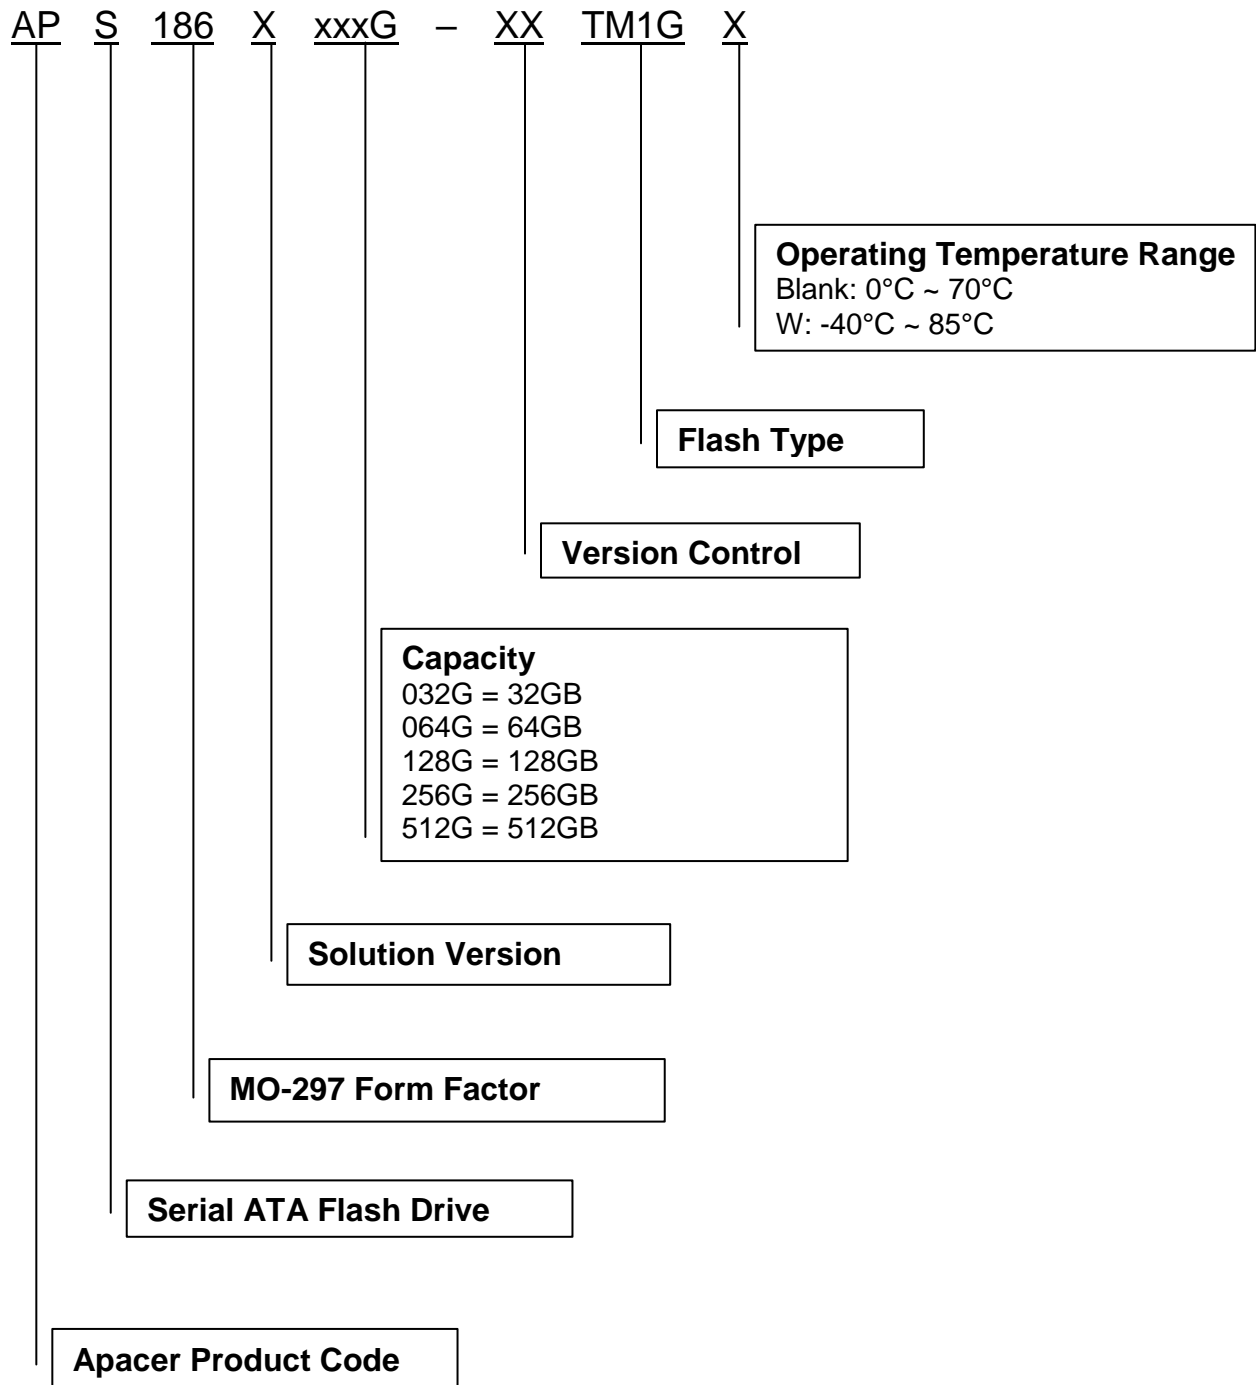 AP S 186 X xxxG – XX TM1G X
Operating Temperature Range
Blank: 0°C ~ 70°C
W: -40°C ~ 85°C
Flash Type
Version Control
Capacity
032G = 32GB
064G = 64GB
128G = 128GB
256G = 256GB
512G = 512GB
Solution Version
MO-297 Form Factor
Serial ATA Flash Drive
Apacer Product Code